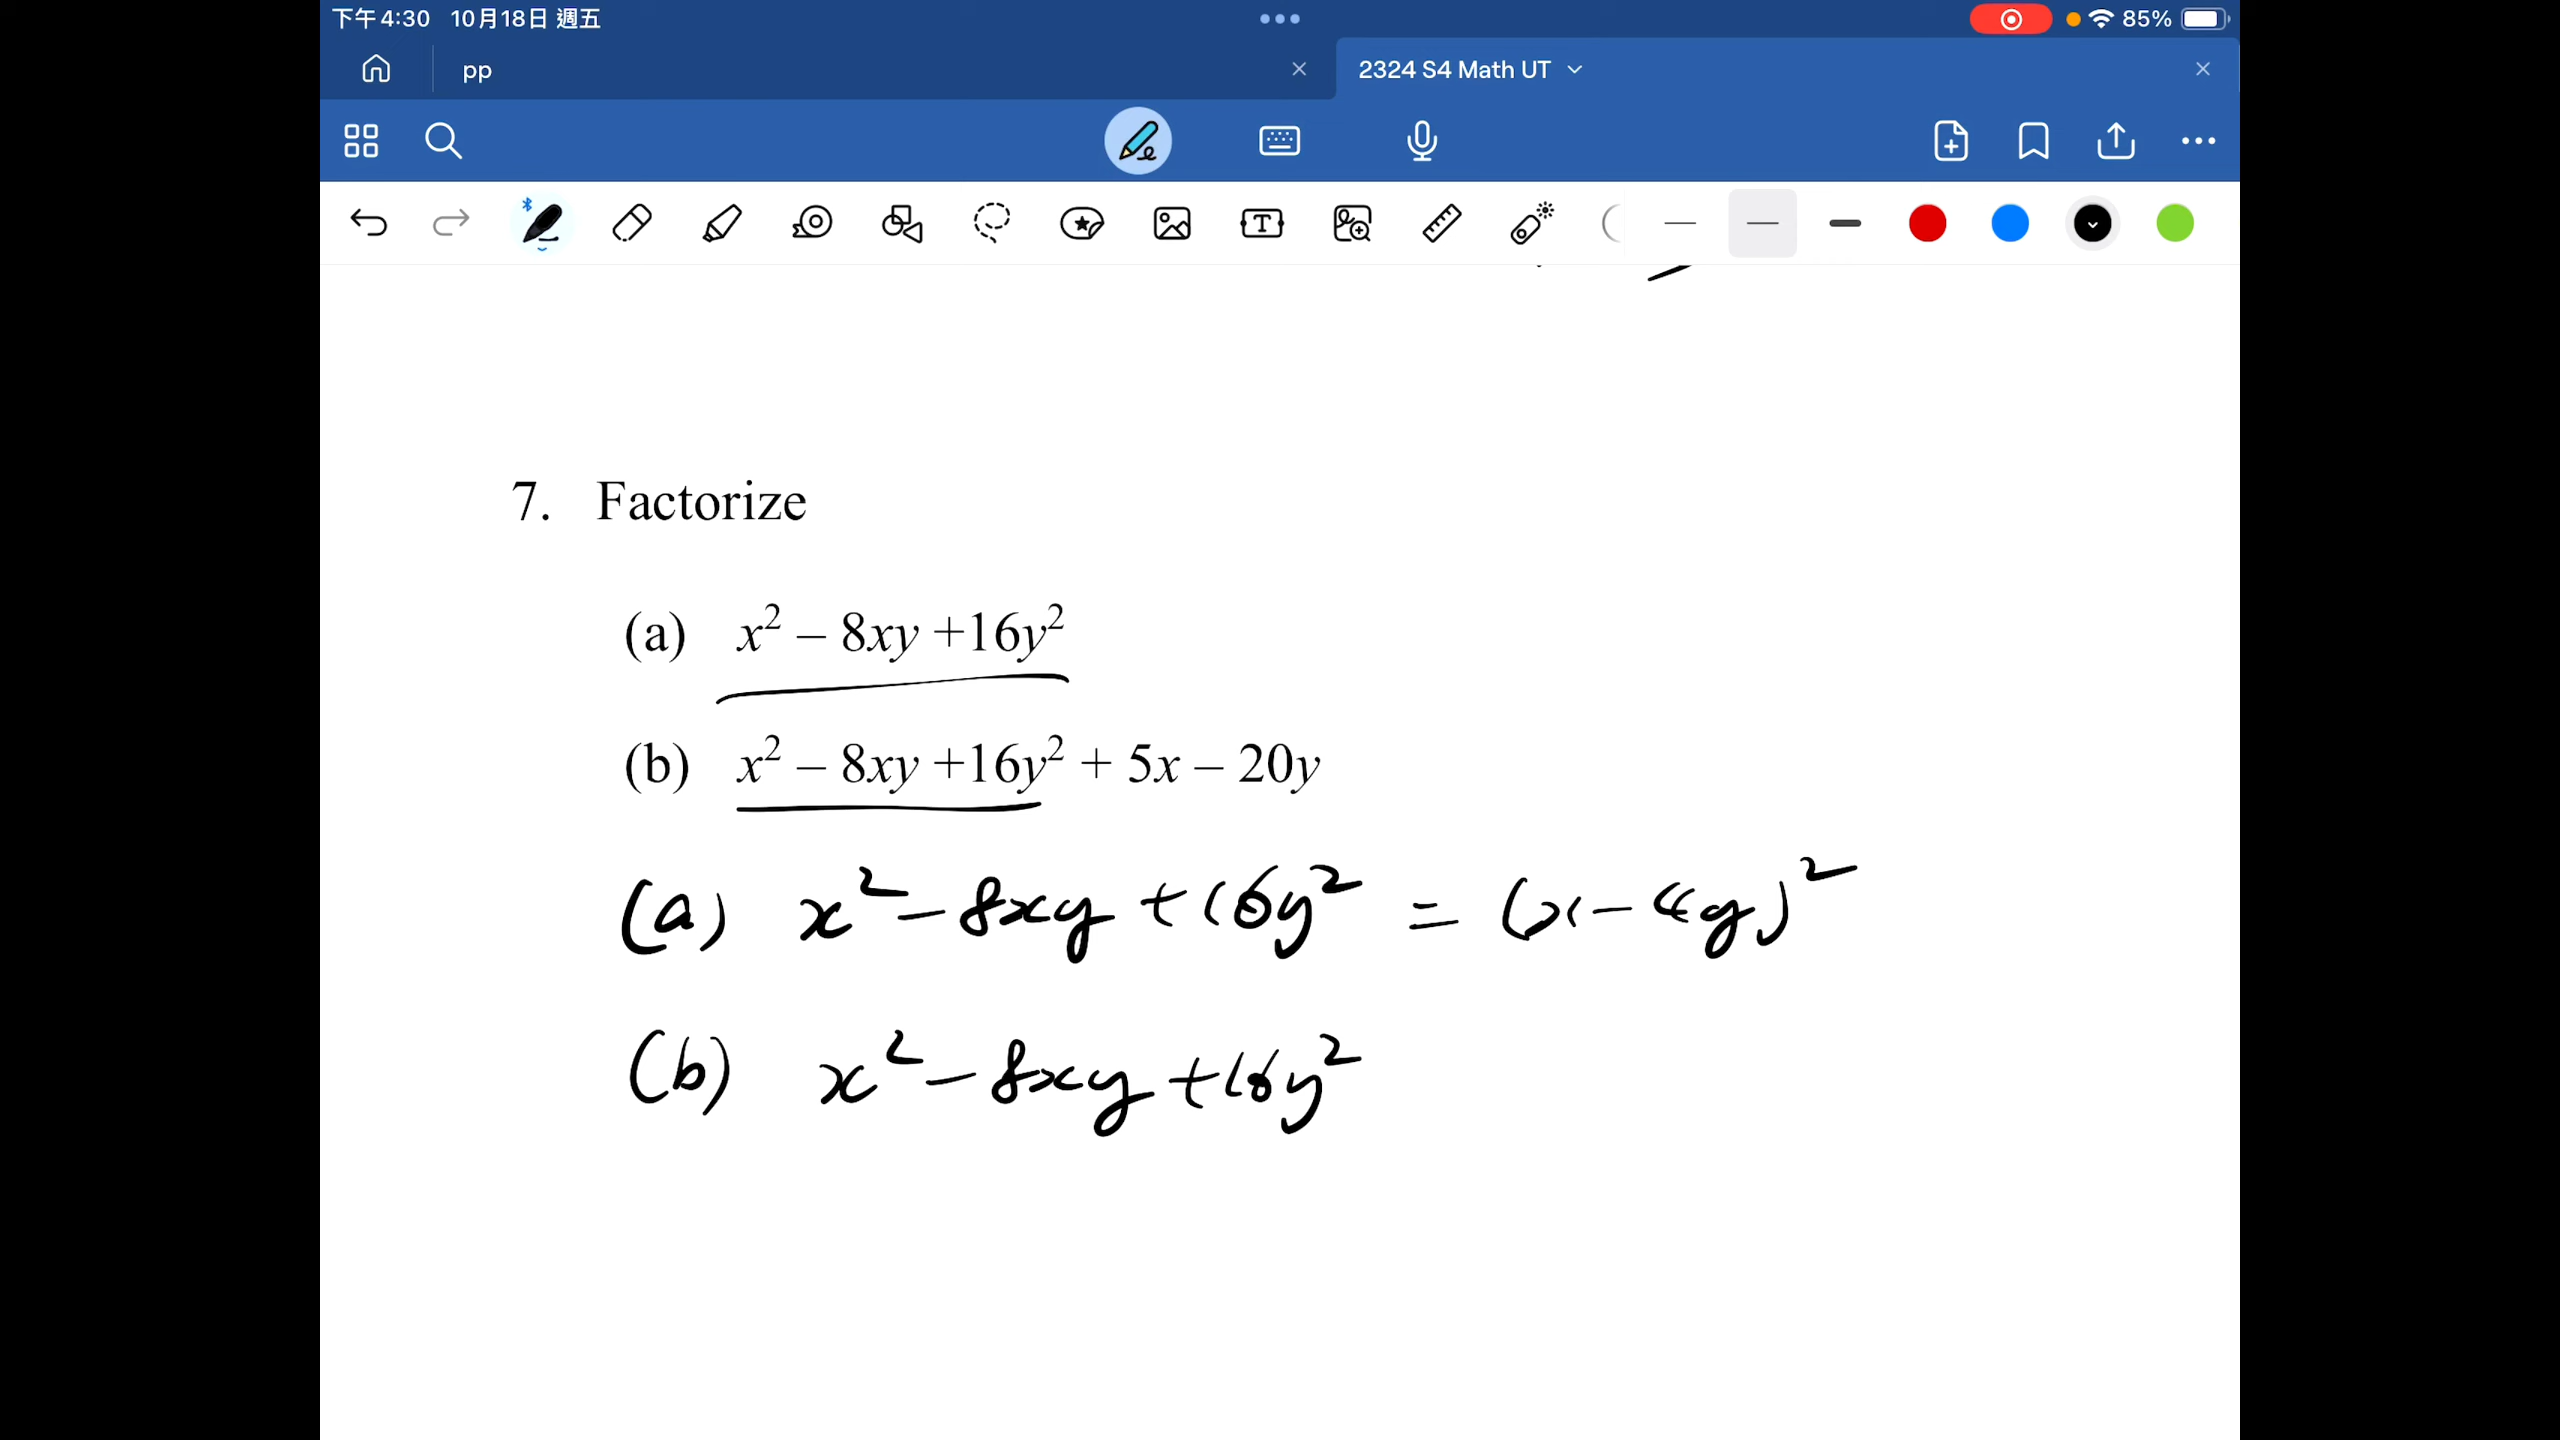 下午4:30 10月18日 週五 85%
pp 2324 S4 Math UT
7. Factorize
(a) x² – 8xy +16y²
(b) x² – 8xy +16y² + 5x – 20y
(a) x² – 8xy + 16y² = (x – 4y)²
(b) x² – 8xy + 16y²